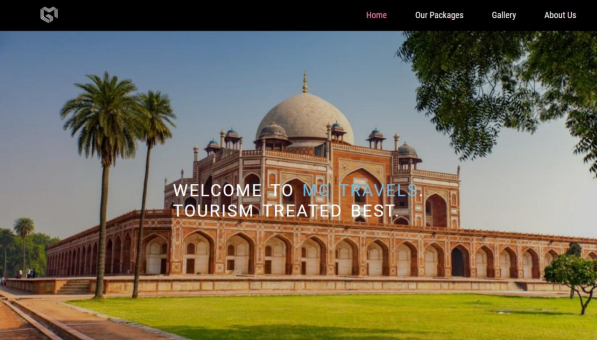 Home Our Packages Gallery About Us
WELCOME TO MG TRAVELS
TOURISM TREATED BEST.